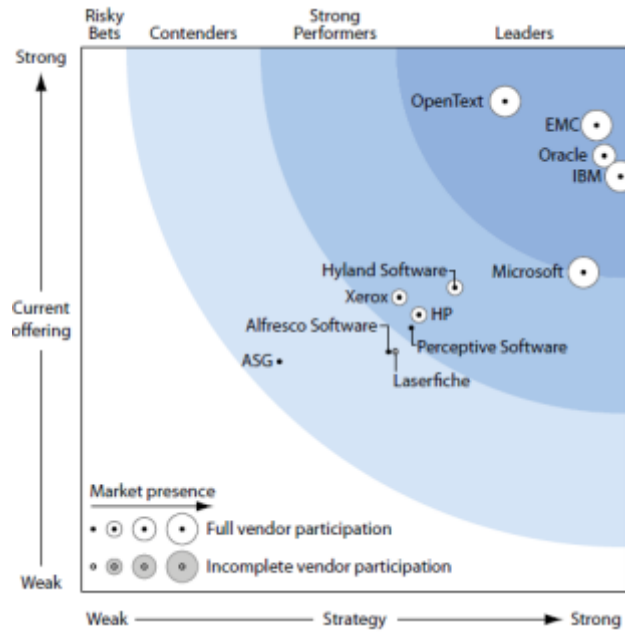 Risky
Bets
Contenders
Strong
Performers
Leaders
Strong
OpenText
EMC
Oracle
IBM
Microsoft
Hyland Software
Xerox
HP
Current
offering
Alfresco Software
Perceptive Software
ASG
Laserfiche
Market presence
Full vendor participation
Incomplete vendor participation
Weak
Weak
Strategy
Strong